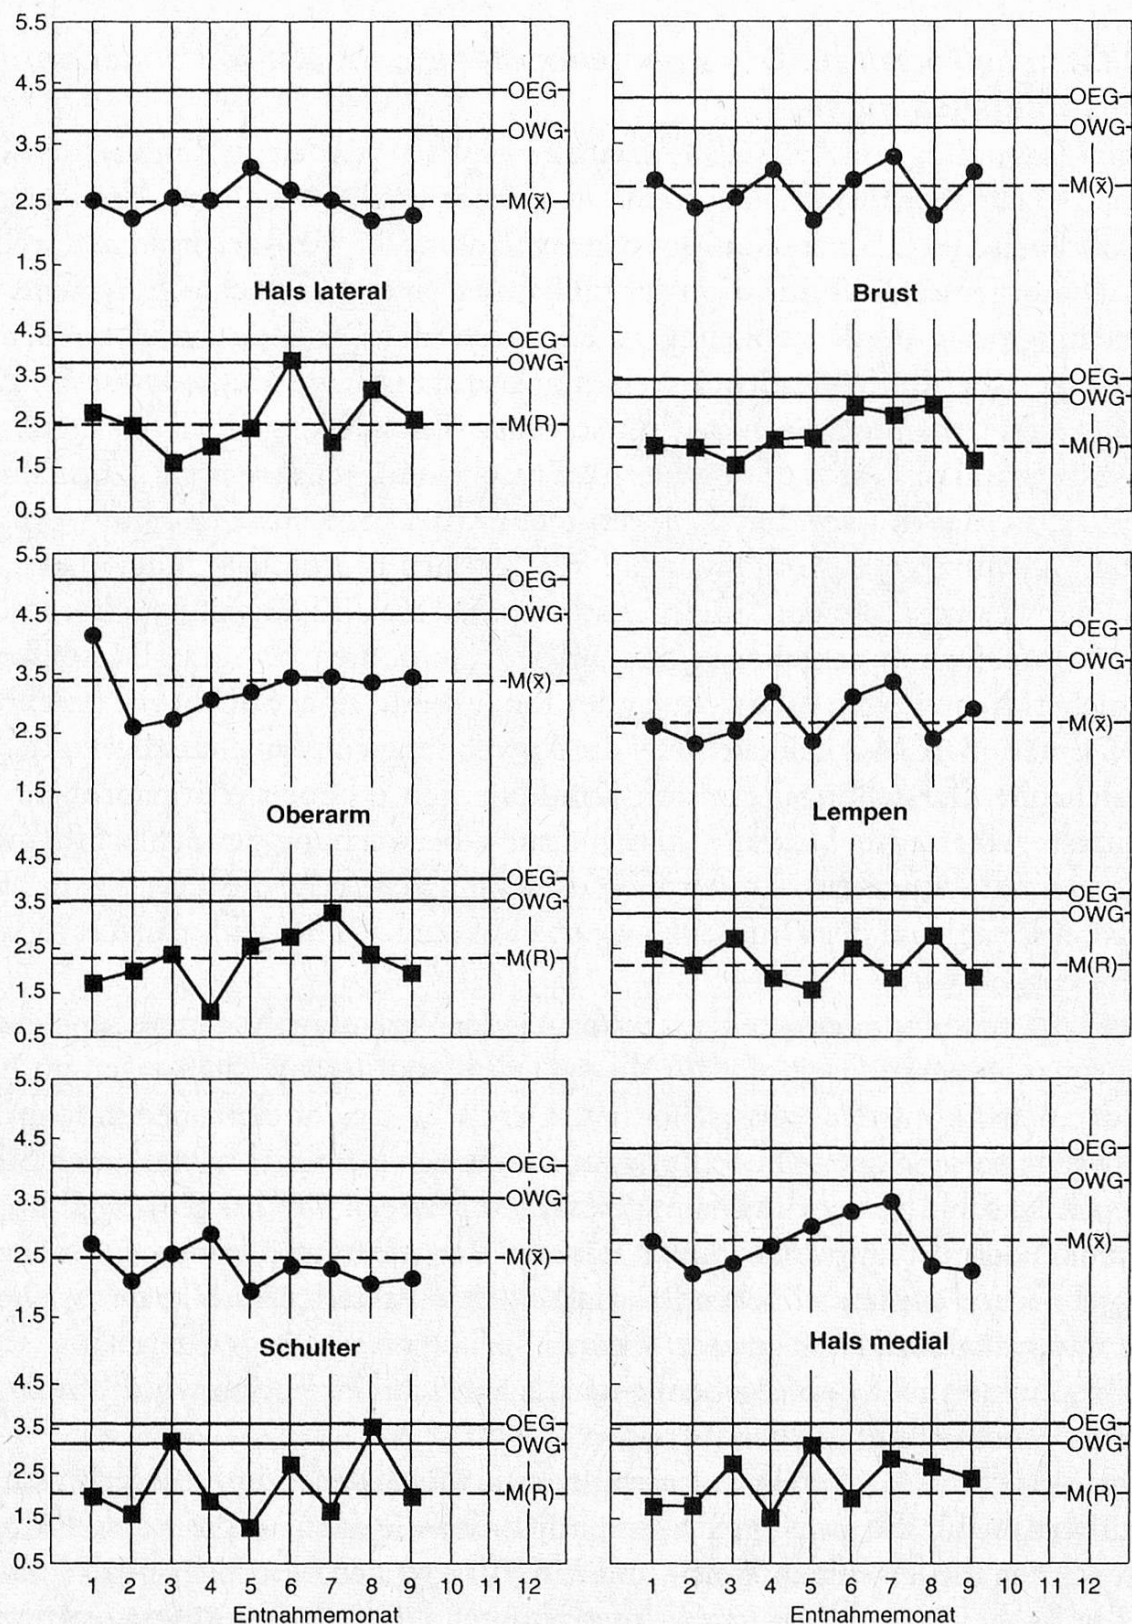 5.5
4.5
OEG
OWG
3.5
2.5
M(x̃)
1.5
Hals lateral
4.5
OEG
OWG
3.5
2.5
M(R)
1.5
0.5
OEG
OWG
M(x̃)
Brust
OEG
OWG
M(R)
5.5
OEG
4.5
OWG
3.5
M(x̃)
2.5
1.5
Oberarm
4.5
OEG
3.5
OWG
2.5
M(R)
1.5
0.5
OEG
OWG
M(x̃)
Lempen
OEG
OWG
M(R)
5.5
4.5
OEG
3.5
OWG
2.5
M(x̃)
1.5
Schulter
4.5
OEG
3.5
OWG
2.5
M(R)
1.5
0.5
1 2 3 4 5 6 7 8 9 10 11 12
Entnahmemonat
OEG
OWG
M(x̃)
Hals medial
OEG
OWG
M(R)
1 2 3 4 5 6 7 8 9 10 11 12
Entnahmemonat